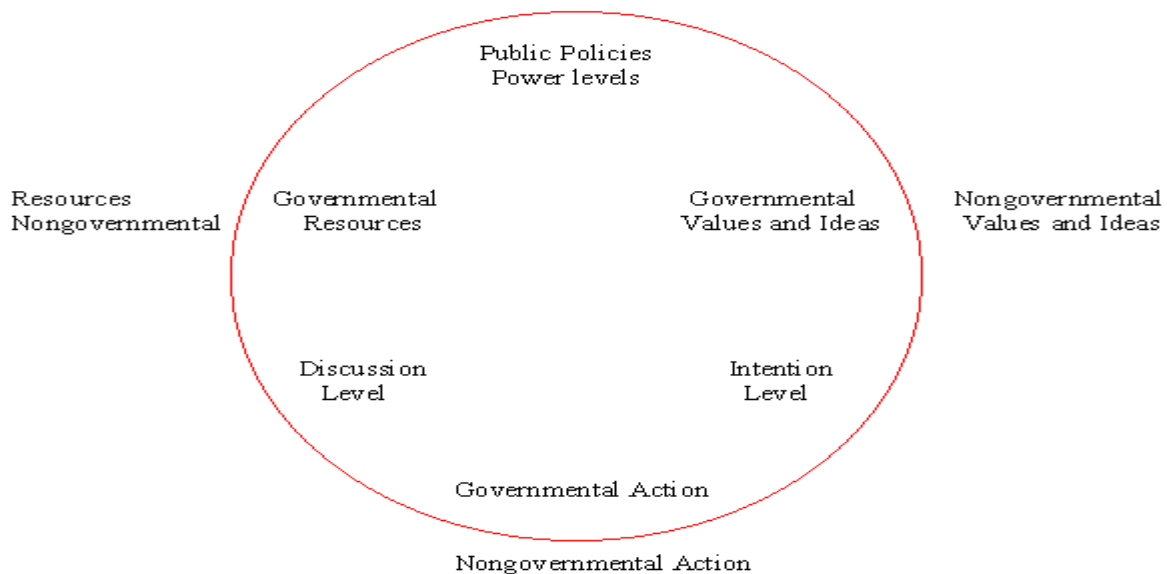 Public Policies
Power levels
Resources
Nongovernmental
Governmental
Resources
Governmental
Values and Ideas
Nongovernmental
Values and Ideas
Discussion
Level
Intention
Level
Governmental Action
Nongovernmental Action